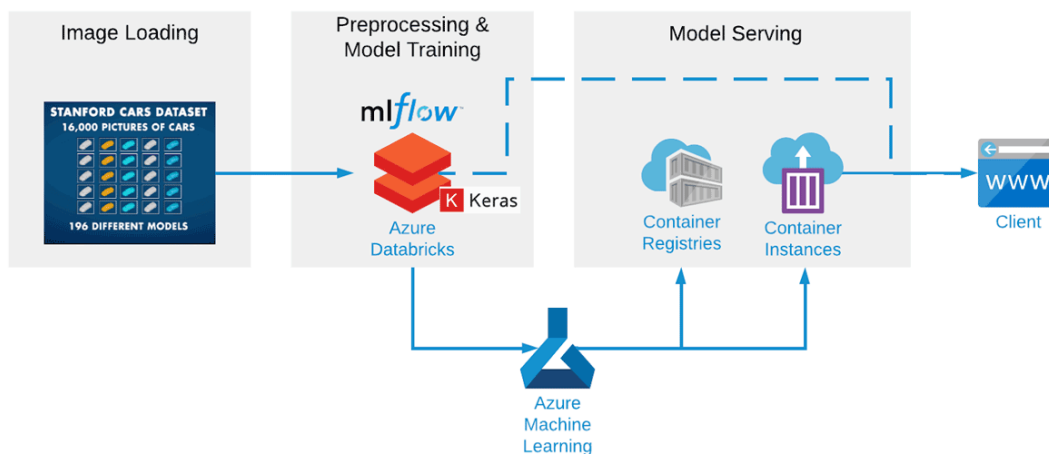 Image Loading
STANFORD CARS DATASET
16,000 PICTURES OF CARS
196 DIFFERENT MODELS
Preprocessing &
Model Training
mlflow™
K Keras
Azure
Databricks
Model Serving
Container
Registries
Container
Instances
www
Client
Azure
Machine
Learning